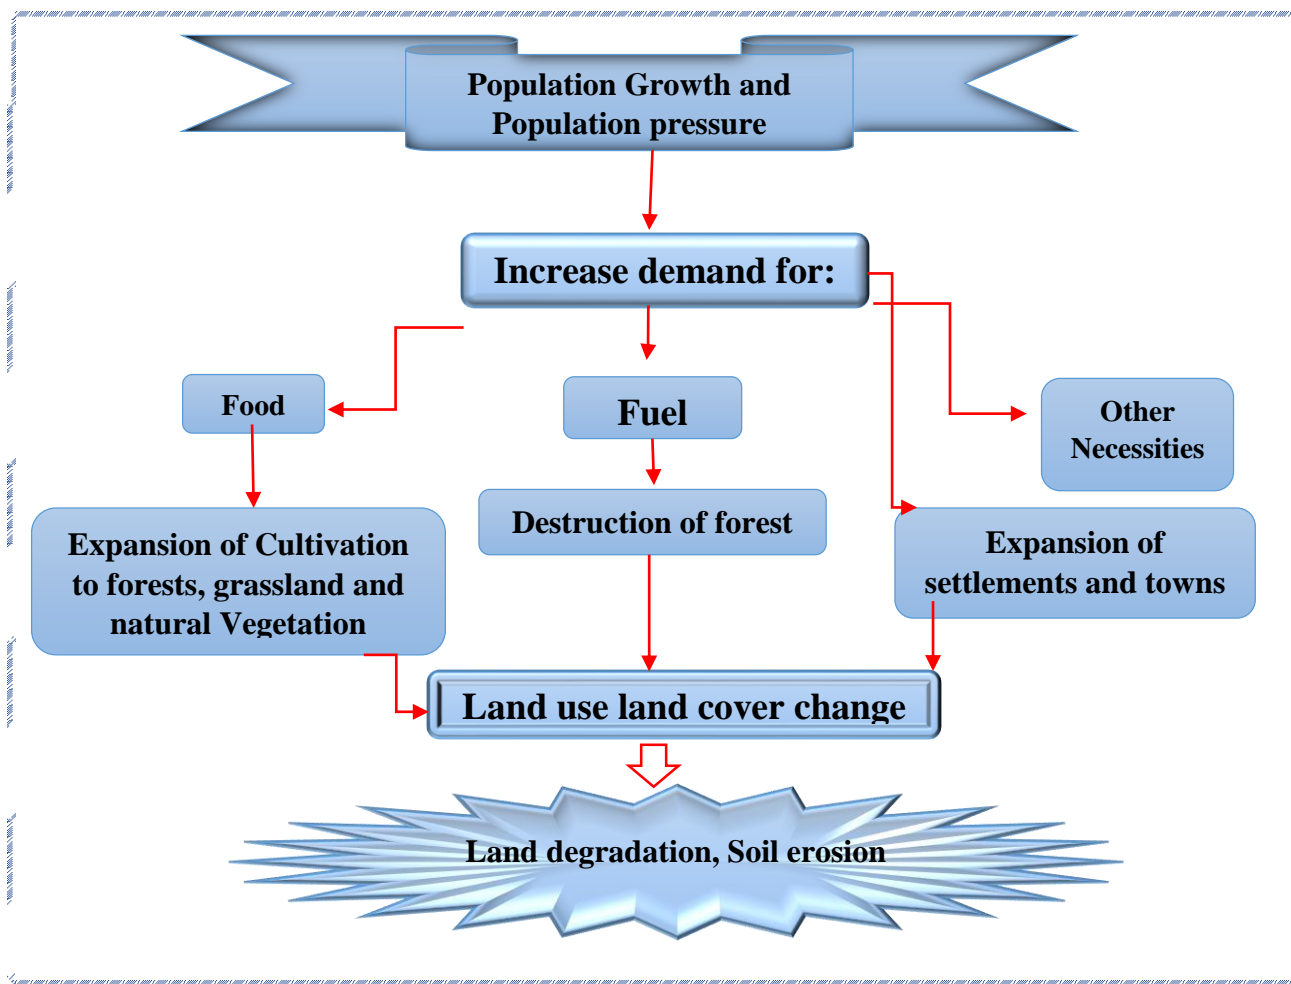 Population Growth and
Population pressure
Increase demand for:
Food
Fuel
Other
Necessities
Expansion of Cultivation
to forests, grassland and
natural Vegetation
Destruction of forest
Expansion of
settlements and towns
Land use land cover change
Land degradation, Soil erosion